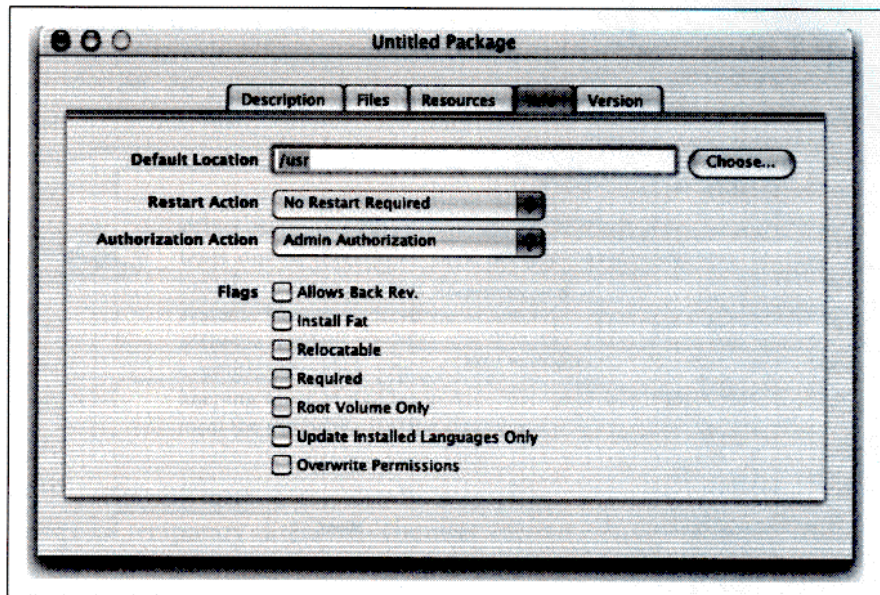 Untitled Package
Description Files Resources Version
Default Location /usr Choose...
Restart Action No Restart Required
Authorization Action Admin Authorization
Flags Allows Back Rev.
Install Fat
Relocatable
Required
Root Volume Only
Update Installed Languages Only
Overwrite Permissions